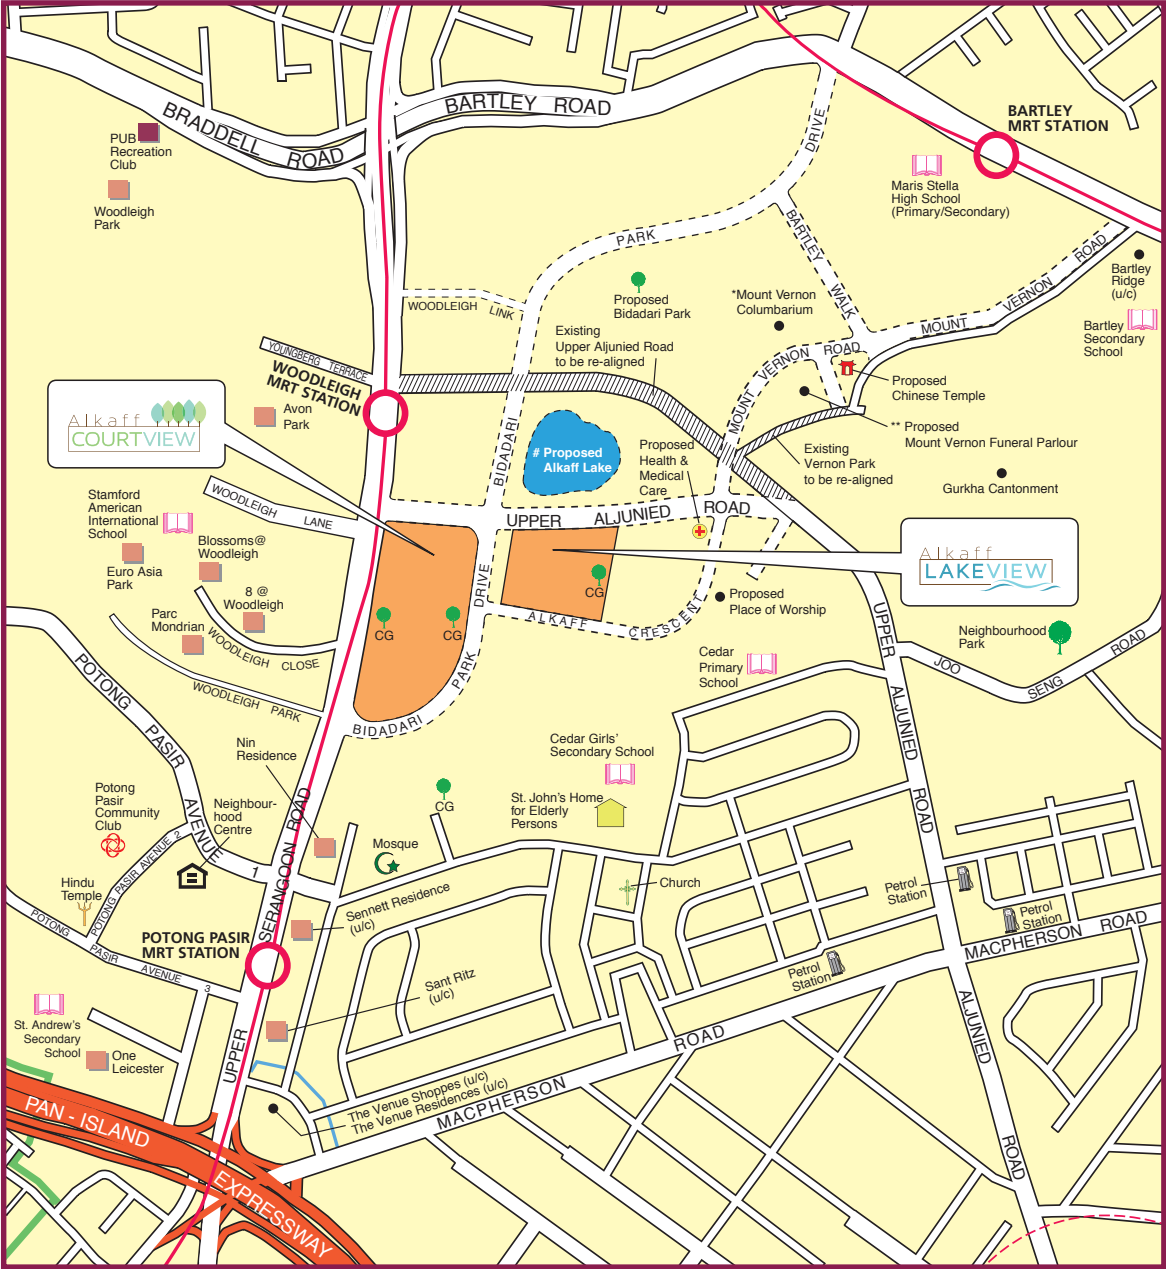 BRADDELL ROAD
BARTLEY ROAD
BARTLEY
MRT STATION
PUB
Recreation
Club
Woodleigh
Park
Maris Stella
High School
(Primary/Secondary)
DRIVE
PARK
BARTLEY
WALK
MOUNT VERNON ROAD
Bartley
Ridge
(u/c)
Bartley
Secondary
School
WOODLEIGH LINK
Proposed
Bidadari Park
*Mount Vernon
Columbarium
Existing
Upper Aljunied Road
to be re-aligned
YOUNGBERG TERRACE
WOODLEIGH
MRT STATION
MOUNT VERNON ROAD
Proposed
Chinese Temple
** Proposed
Mount Vernon Funeral Parlour
Existing
Vernon Park
to be re-aligned
Gurkha Cantonment
Alkaff
COURTVIEW
Avon
Park
BIDADARI
# Proposed
Alkaff Lake
Proposed
Health &
Medical
Care
UPPER ALJUNIED ROAD
Stamford
American
International
School
WOODLEIGH LANE
Blossoms@
Woodleigh
Euro Asia
Park
8 @
Woodleigh
Parc
Mondrian
WOODLEIGH CLOSE
WOODLEIGH PARK
CG
CG
CG
Alkaff
LAKEVIEW
DRIVE
PARK
BIDADARI
ALKAFF CRESCENT
Proposed
Place of Worship
Neighbourhood
Park
JOO SENG ROAD
UPPER ALJUNIED ROAD
Cedar
Primary
School
POTONG PASIR AVENUE 1
Nin
Residence
Cedar Girls'
Secondary School
St. John's Home
for Elderly
Persons
CG
Potong
Pasir
Community
Club
Neighbour-
hood
Centre
POTONG PASIR AVENUE 2
Mosque
Church
Hindu
Temple
Sennett Residence
(u/c)
Petrol
Station
Petrol
Station
Petrol
Station
POTONG PASIR AVENUE 3
POTONG PASIR
MRT STATION
UPPER SERANGOON ROAD
MACPHERSON ROAD
Sant Ritz
(u/c)
St. Andrew's
Secondary
School
One
Leicester
The Venue Shoppes (u/c)
The Venue Residences (u/c)
MACPHERSON ROAD
ALJUNIED ROAD
PAN - ISLAND EXPRESSWAY